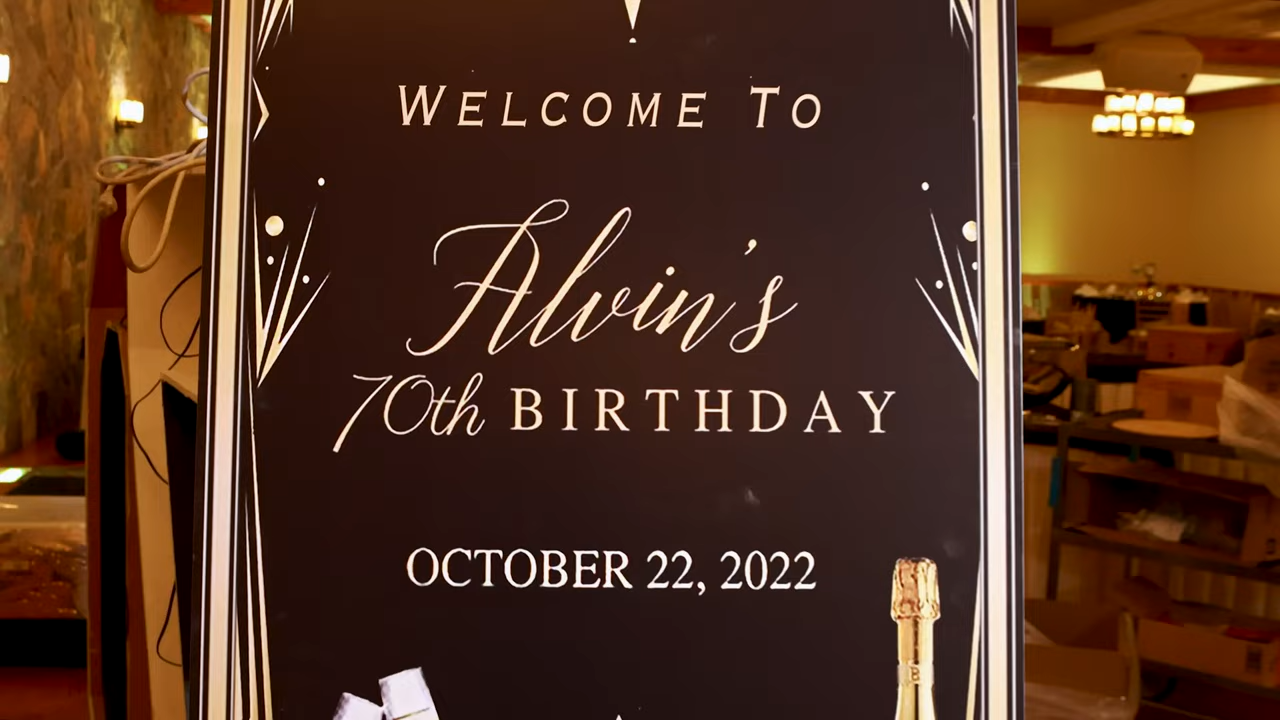 WELCOME TO
Alvin's
70th BIRTHDAY
OCTOBER 22, 2022
B